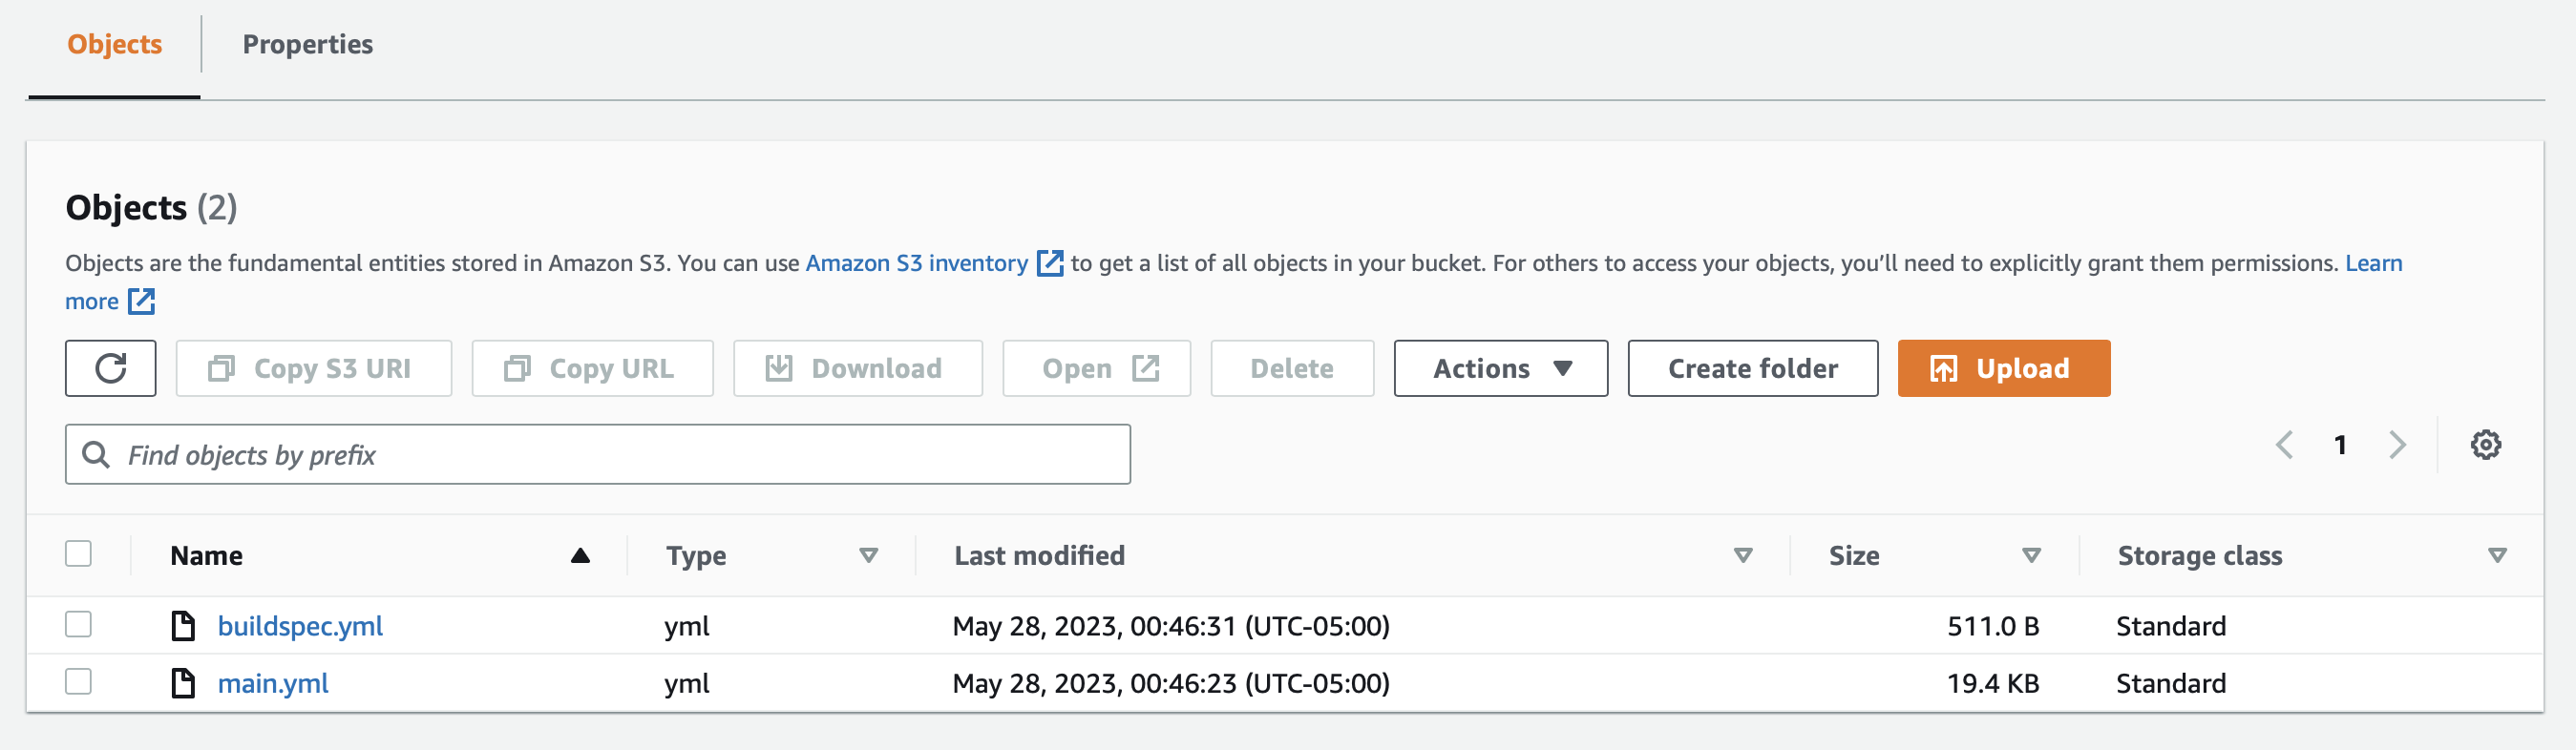 Objects
Properties
Objects (2)
Objects are the fundamental entities stored in Amazon S3. You can use Amazon S3 inventory to get a list of all objects in your bucket. For others to access your objects, you’ll need to explicitly grant them permissions. Learn
more
Copy S3 URI
Copy URL
Download
Open
Delete
Actions
Create folder
Upload
Find objects by prefix
1
Name Type Last modified Size Storage class
buildspec.yml yml May 28, 2023, 00:46:31 (UTC-05:00) 511.0 B Standard
main.yml yml May 28, 2023, 00:46:23 (UTC-05:00) 19.4 KB Standard